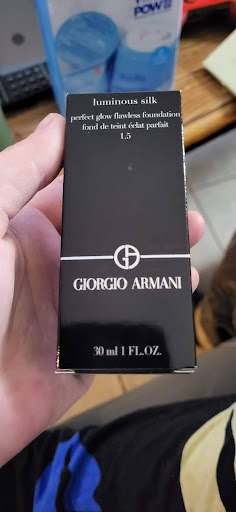 POW
luminous silk
perfect glow flawless foundation
fond de teint éclat parfait
1.5
GIORGIO ARMANI
30 ml 1 FL.OZ.